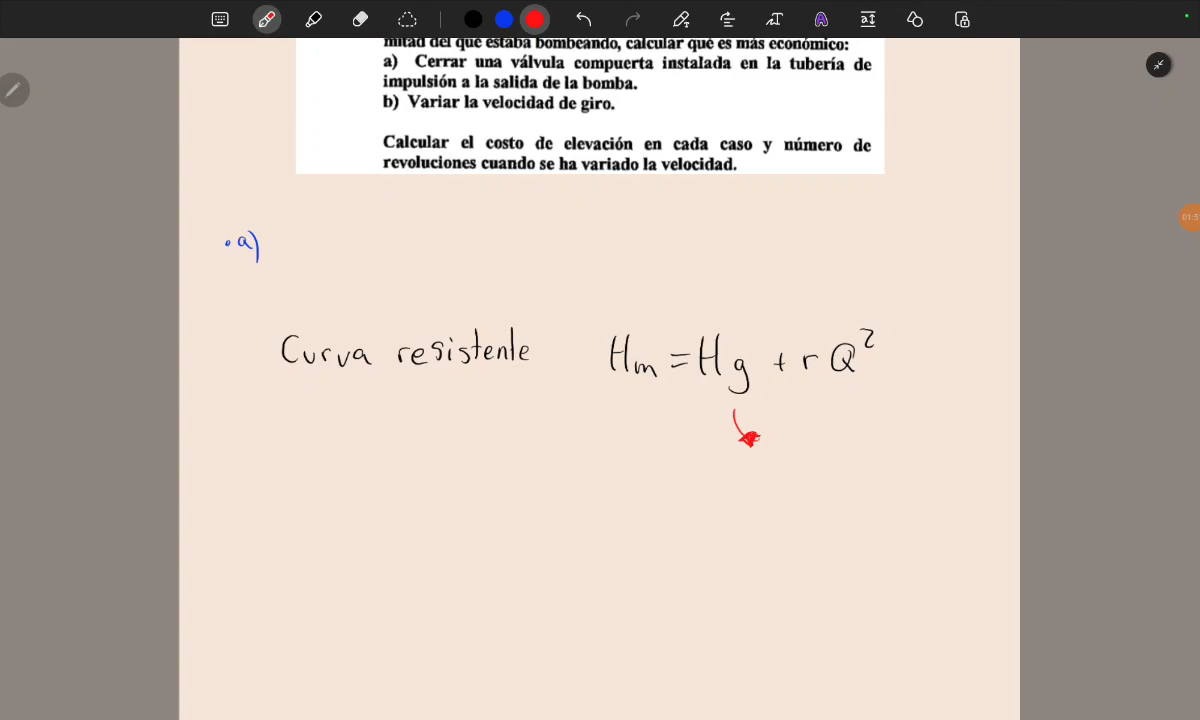 mitad del que estaba bombeando, calcular qué es más económico:
a) Cerrar una válvula compuerta instalada en la tubería de
impulsión a la salida de la bomba.
b) Variar la velocidad de giro.
Calcular el costo de elevación en cada caso y número de
revoluciones cuando se ha variado la velocidad.
01:5
. a)
Curva resistente Hm = Hg + r Q²